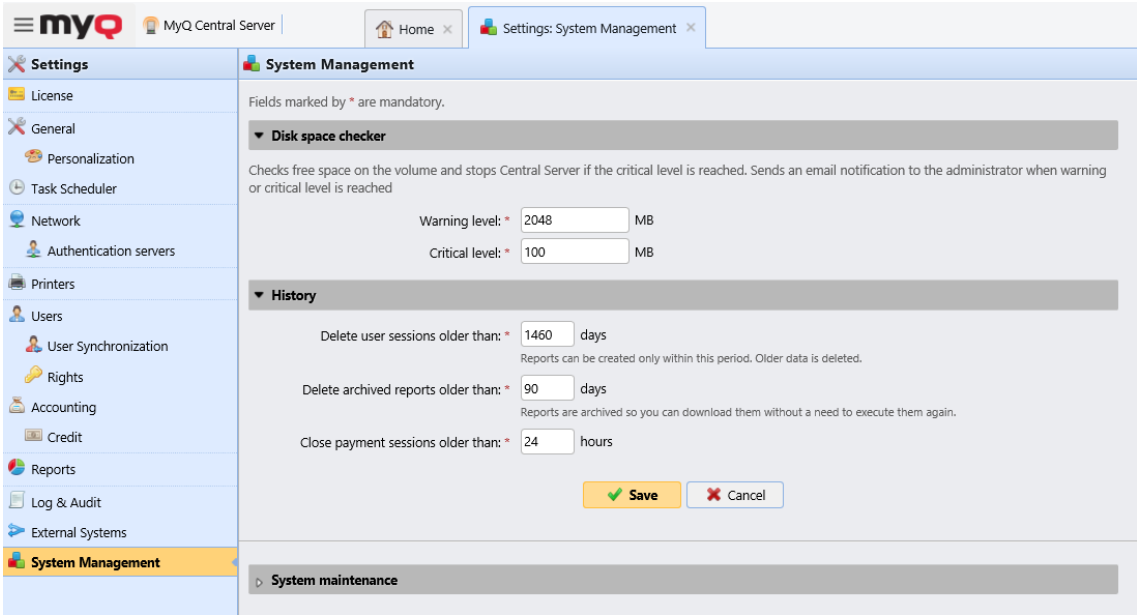 myQ MyQ Central Server Home × Settings: System Management ×
Settings
License
General
Personalization
Task Scheduler
Network
Authentication servers
Printers
Users
User Synchronization
Rights
Accounting
Credit
Reports
Log & Audit
External Systems
System Management
System Management
Fields marked by * are mandatory.
Disk space checker
Checks free space on the volume and stops Central Server if the critical level is reached. Sends an email notification to the administrator when warning
or critical level is reached
Warning level: * 2048 MB
Critical level: * 100 MB
History
Delete user sessions older than: * 1460 days
Reports can be created only within this period. Older data is deleted.
Delete archived reports older than: * 90 days
Reports are archived so you can download them without a need to execute them again.
Close payment sessions older than: * 24 hours
Save Cancel
System maintenance